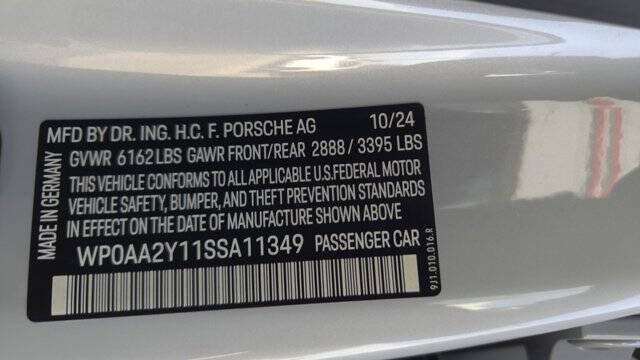 MFD BY DR. ING. H.C. F. PORSCHE AG 10/24
GVWR 6162LBS GAWR FRONT/REAR 2888 / 3395 LBS
THIS VEHICLE CONFORMS TO ALL APPLICABLE U.S.FEDERAL MOTOR
VEHICLE SAFETY, BUMPER, AND THEFT PREVENTION STANDARDS
IN EFFECT ON THE DATE OF MANUFACTURE SHOWN ABOVE
WP0AA2Y11SSA11349 PASSENGER CAR
MADE IN GERMANY
9J1.010.016.R